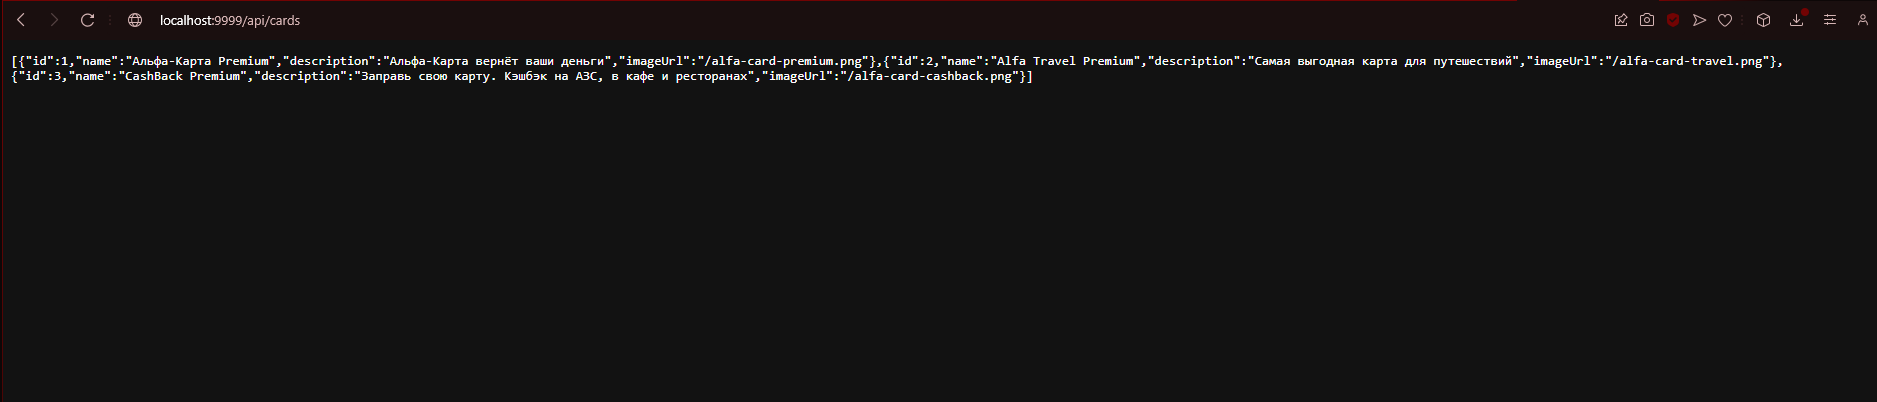 localhost:9999/api/cards
[{"id":1,"name":"Альфа-Карта Premium","description":"Альфа-Карта вернёт ваши деньги","imageUrl":"/alfa-card-premium.png"},{"id":2,"name":"Alfa Travel Premium","description":"Самая выгодная карта для путешествий","imageUrl":"/alfa-card-travel.png"},
{"id":3,"name":"CashBack Premium","description":"Заправь свою карту. Кэшбэк на АЗС, в кафе и ресторанах","imageUrl":"/alfa-card-cashback.png"}]